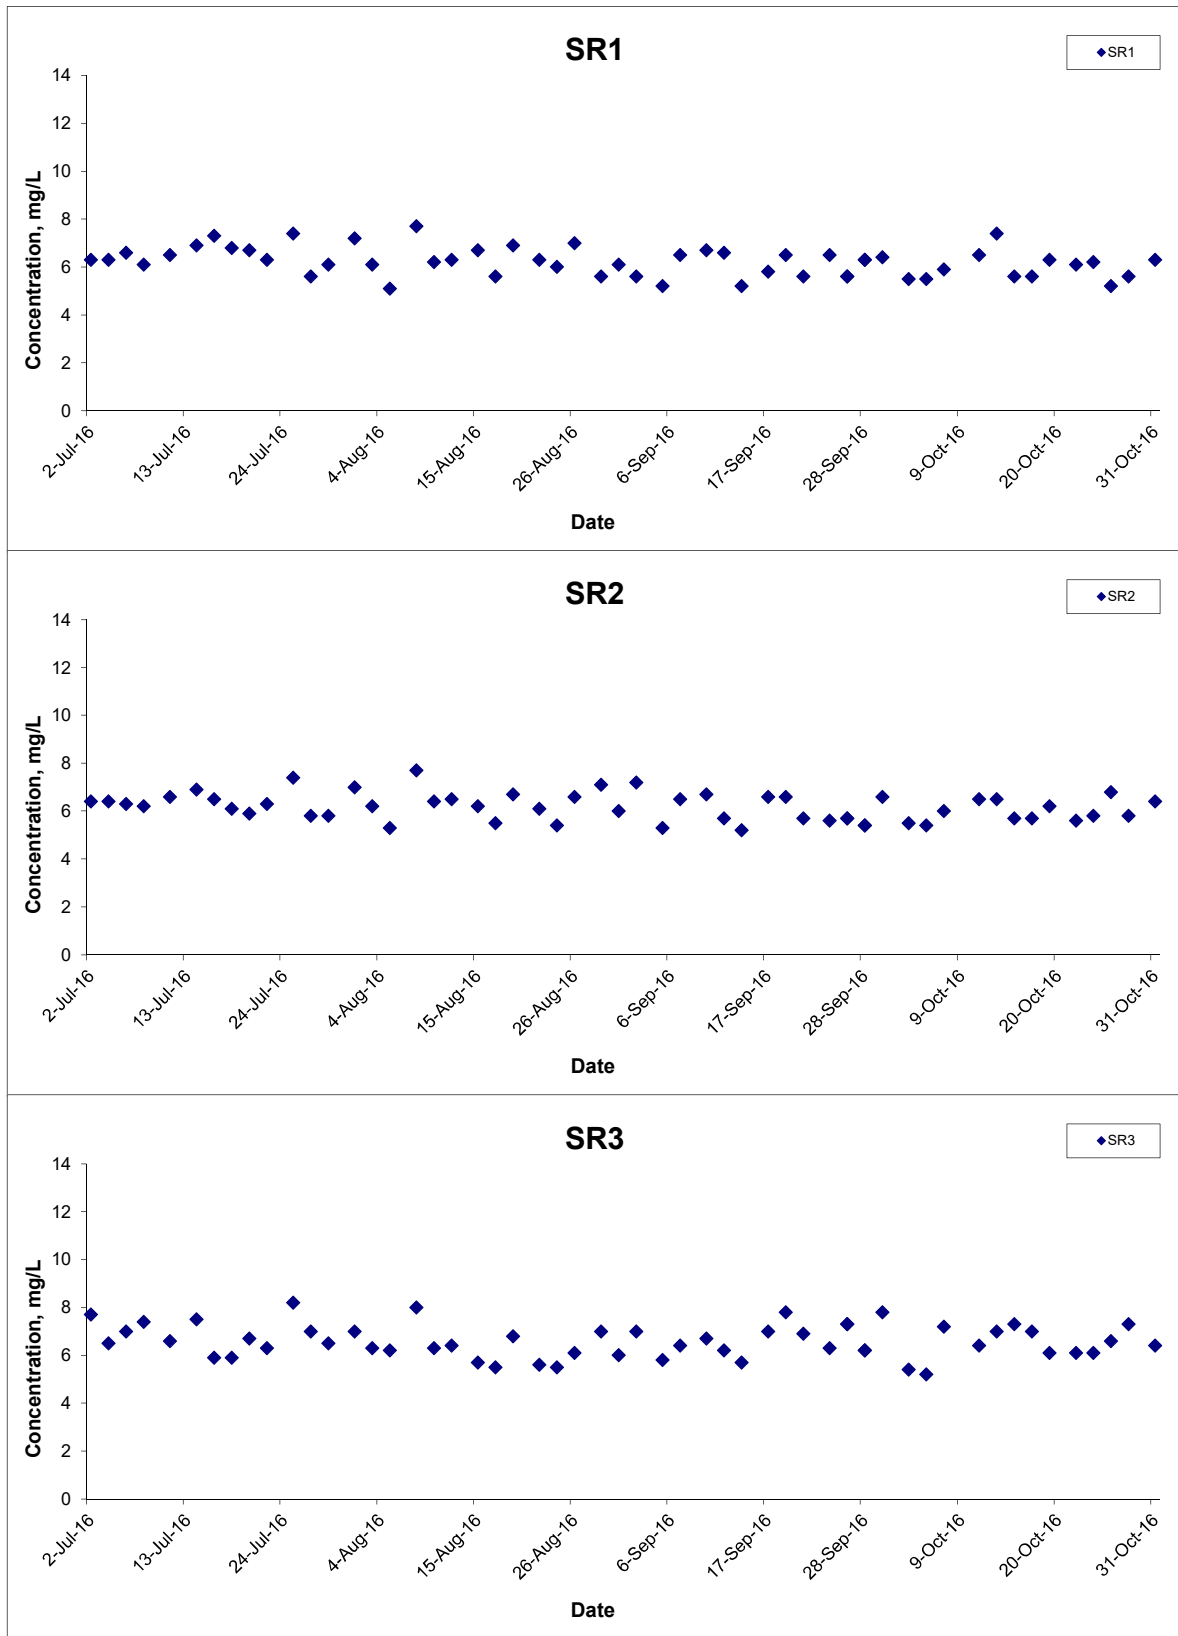 SR1
SR1
14
12
10
8
6
4
2
0
Concentration, mg/L
2-Jul-16
13-Jul-16
24-Jul-16
4-Aug-16
15-Aug-16
26-Aug-16
6-Sep-16
17-Sep-16
28-Sep-16
9-Oct-16
20-Oct-16
31-Oct-16
Date
SR2
SR2
14
12
10
8
6
4
2
0
Concentration, mg/L
2-Jul-16
13-Jul-16
24-Jul-16
4-Aug-16
15-Aug-16
26-Aug-16
6-Sep-16
17-Sep-16
28-Sep-16
9-Oct-16
20-Oct-16
31-Oct-16
Date
SR3
SR3
14
12
10
8
6
4
2
0
Concentration, mg/L
2-Jul-16
13-Jul-16
24-Jul-16
4-Aug-16
15-Aug-16
26-Aug-16
6-Sep-16
17-Sep-16
28-Sep-16
9-Oct-16
20-Oct-16
31-Oct-16
Date